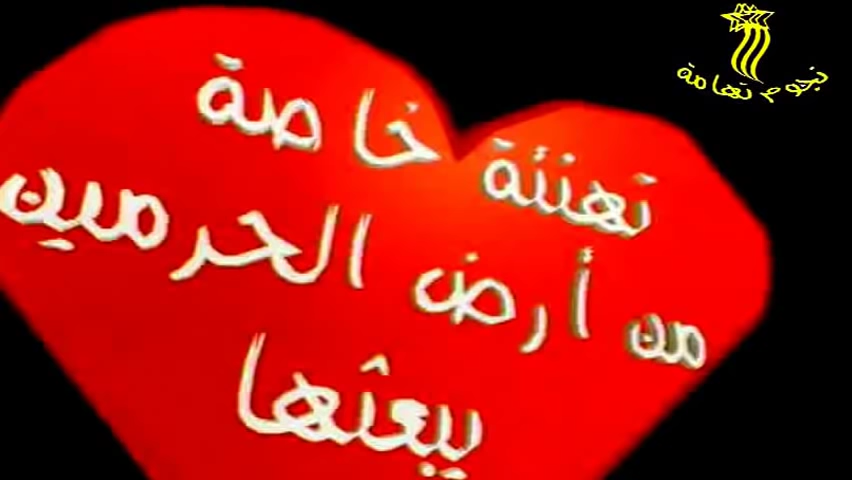 نجوم تهامة
تهنئة خاصة
من أرض الحرمين
يبعثها